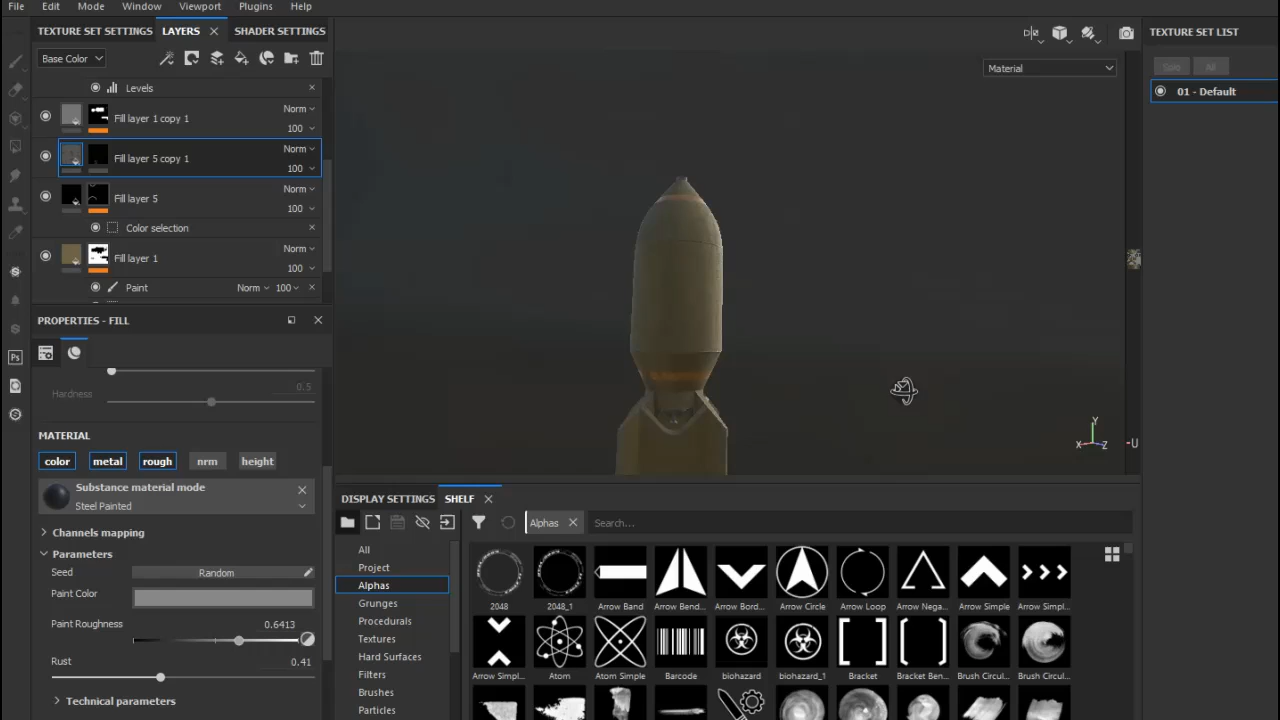 File Edit Mode Window Viewport Plugins Help
TEXTURE SET SETTINGS LAYERS SHADER SETTINGS
Base Color
Levels
Fill layer 1 copy 1 Norm 100
Fill layer 5 copy 1 Norm 100
Fill layer 5 Norm 100
Color selection
Fill layer 1 Norm 100
Paint Norm 100
PROPERTIES - FILL
Hardness 0.5
MATERIAL
color metal rough nrm height
Substance material mode
Steel Painted
Channels mapping
Parameters
Seed Random
Paint Color
Paint Roughness 0.6413
Rust 0.41
Technical parameters
Ps
Material
Y
X Z
-U
TEXTURE SET LIST
Solo All
01 - Default
DISPLAY SETTINGS SHELF
Alphas Search...
All
Project
Alphas
Grunges
Procedurals
Textures
Hard Surfaces
Filters
Brushes
Particles
2048 2048_1 Arrow Band Arrow Bend... Arrow Bord... Arrow Circle Arrow Loop Arrow Nega... Arrow Simple Arrow Simpl...
Arrow Simpl... Atom Atom Simple Barcode biohazard biohazard_1 Bracket Bracket Ben... Brush Circul... Brush Circul...